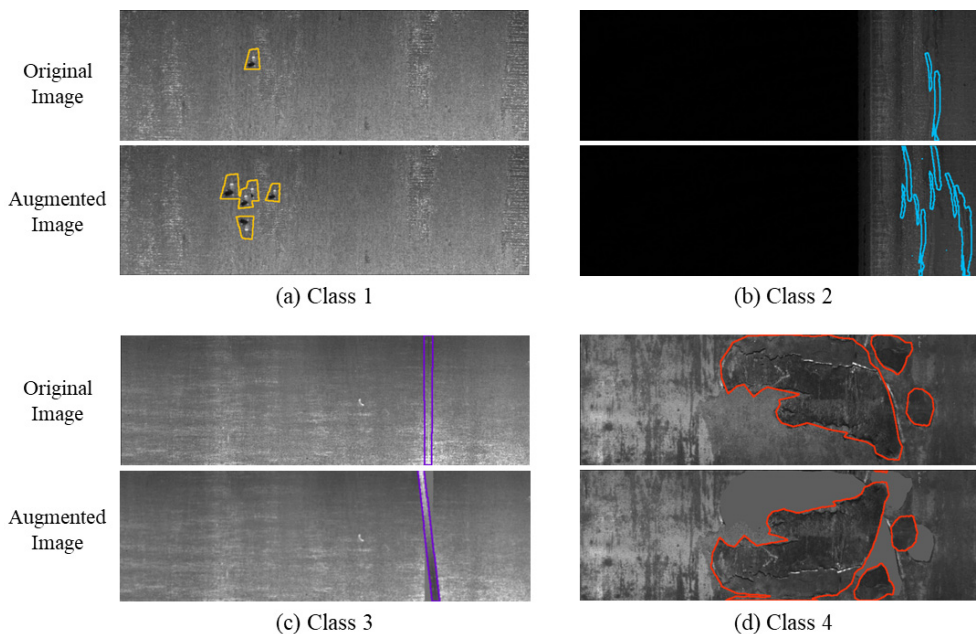 Original
Image
Augmented
Image
(a) Class 1
(b) Class 2
Original
Image
Augmented
Image
(c) Class 3
(d) Class 4